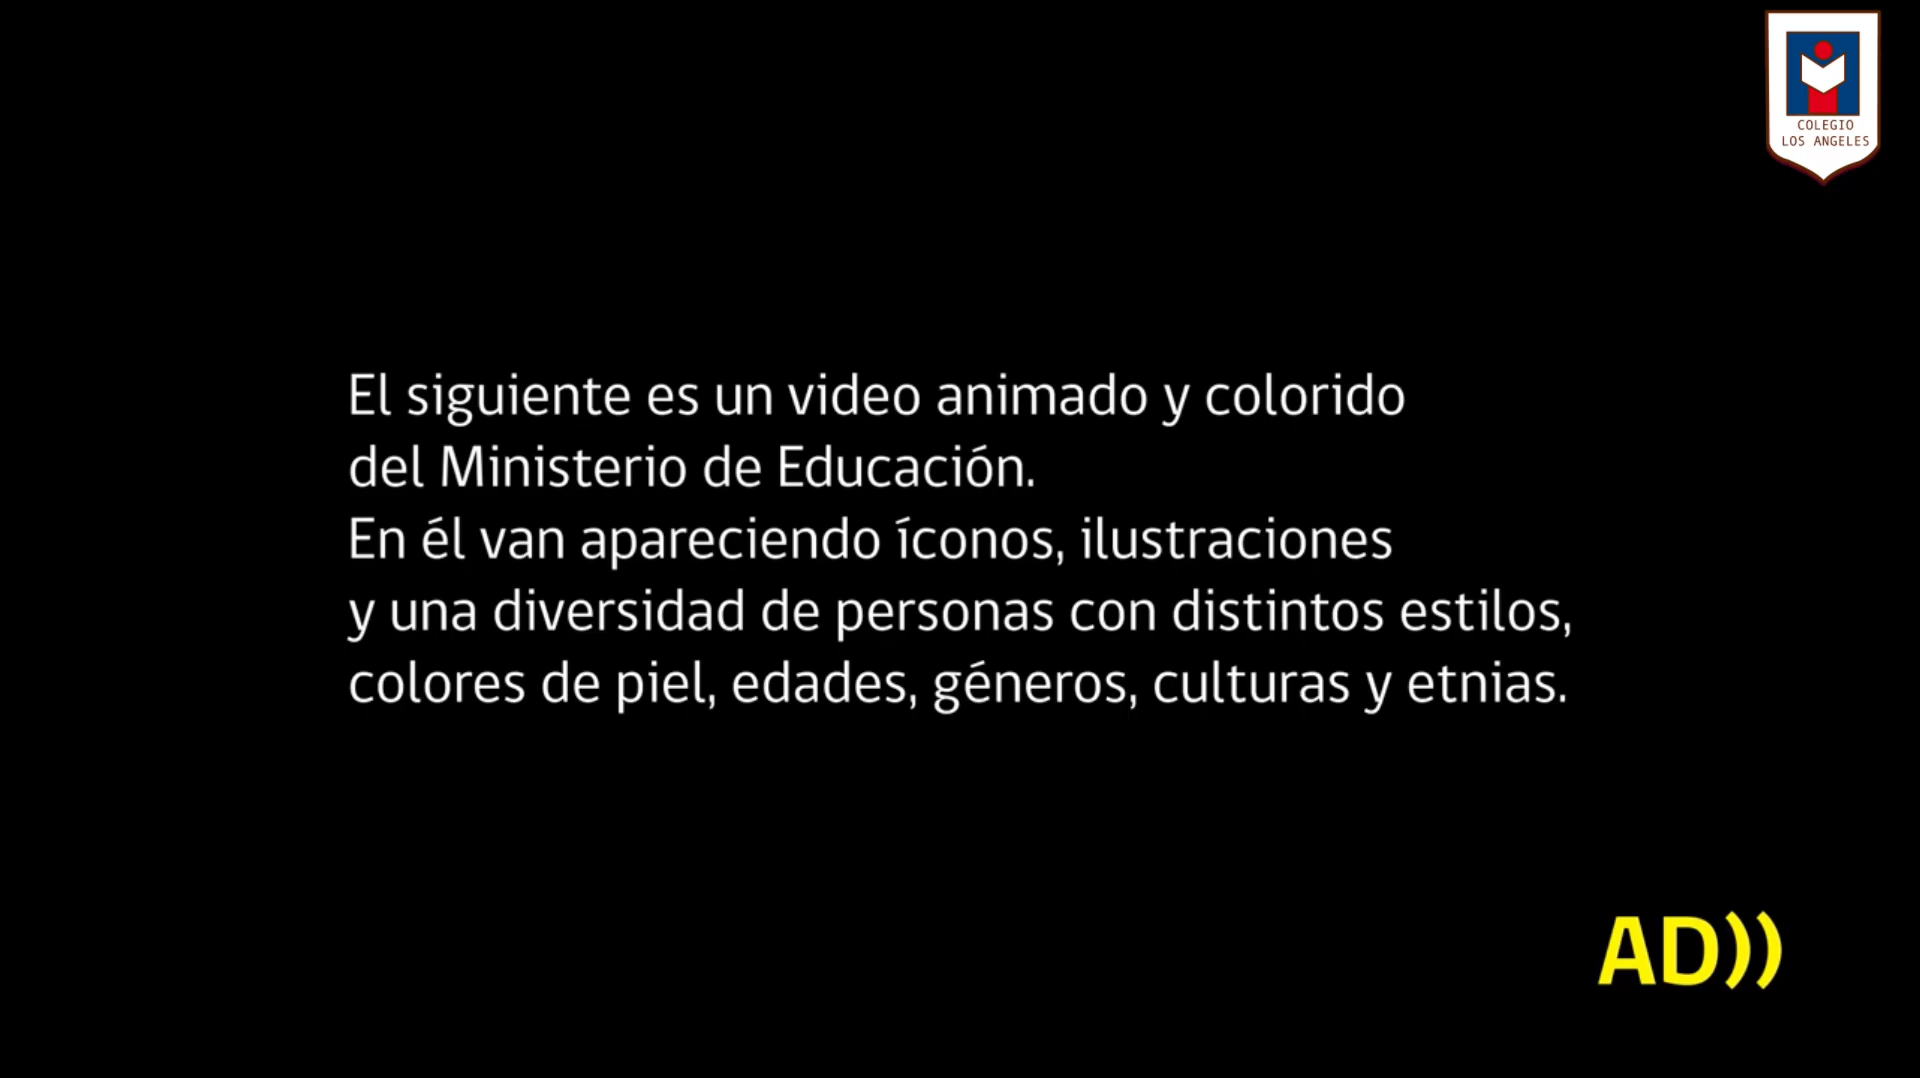 COLEGIO
LOS ANGELES
El siguiente es un video animado y colorido
del Ministerio de Educación.
En él van apareciendo íconos, ilustraciones
y una diversidad de personas con distintos estilos,
colores de piel, edades, géneros, culturas y etnias.
AD))